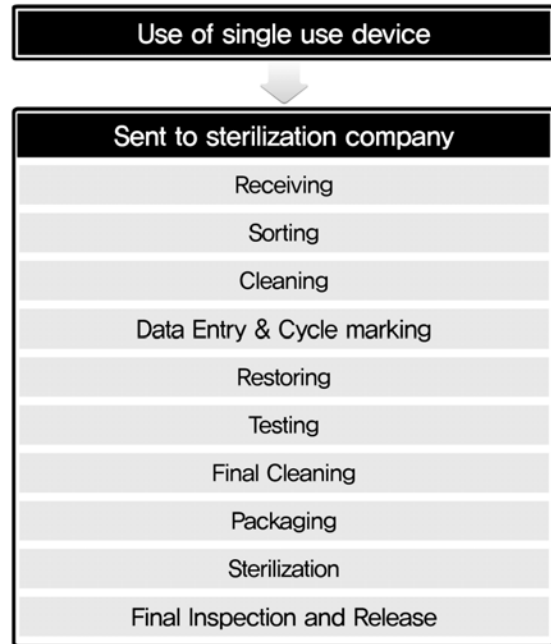 Use of single use device
Sent to sterilization company
Receiving
Sorting
Cleaning
Data Entry & Cycle marking
Restoring
Testing
Final Cleaning
Packaging
Sterilization
Final Inspection and Release